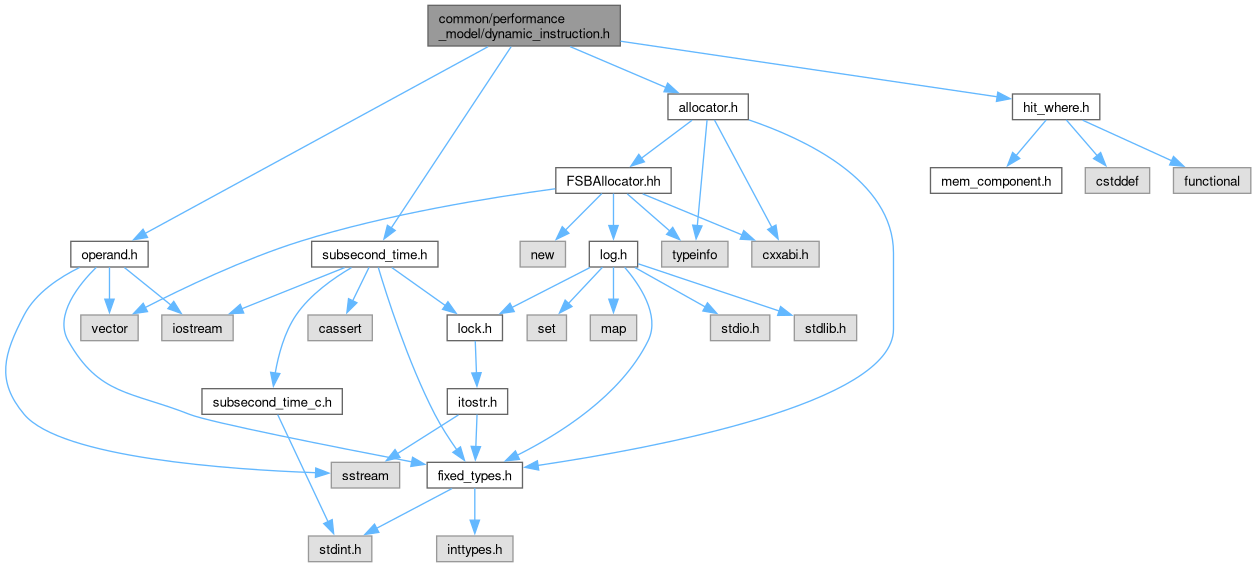 common/performance
_model/dynamic_instruction.h
allocator.h
hit_where.h
FSBAllocator.hh
mem_component.h
cstddef
functional
operand.h
subsecond_time.h
new
log.h
typeinfo
cxxabi.h
vector
iostream
cassert
lock.h
set
map
stdio.h
stdlib.h
subsecond_time_c.h
itostr.h
sstream
fixed_types.h
stdint.h
inttypes.h